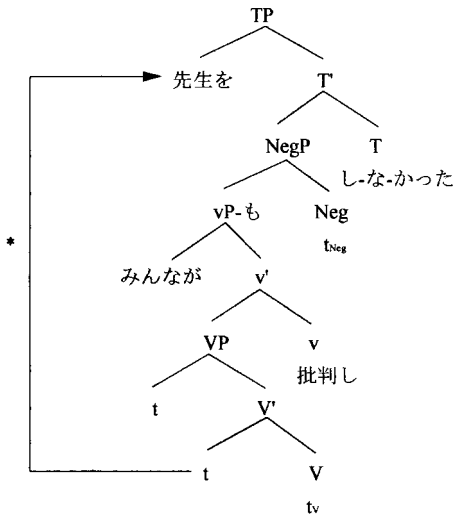 TP
先生を T'
NegP T
し-な-かった
vP-も Neg
* tNeg
みんなが v'
VP v
批判し
t V'
t V
tv